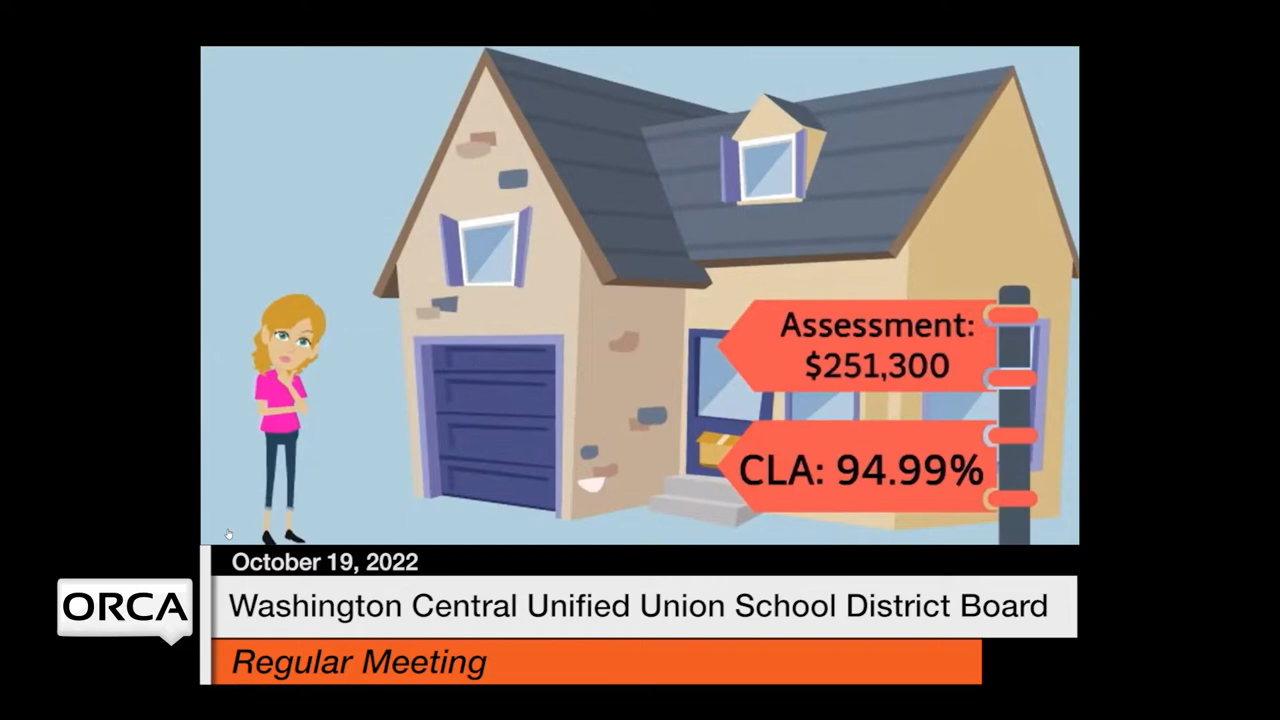 Assessment:
$251,300
CLA: 94.99%
October 19, 2022
ORCA
Washington Central Unified Union School District Board
Regular Meeting